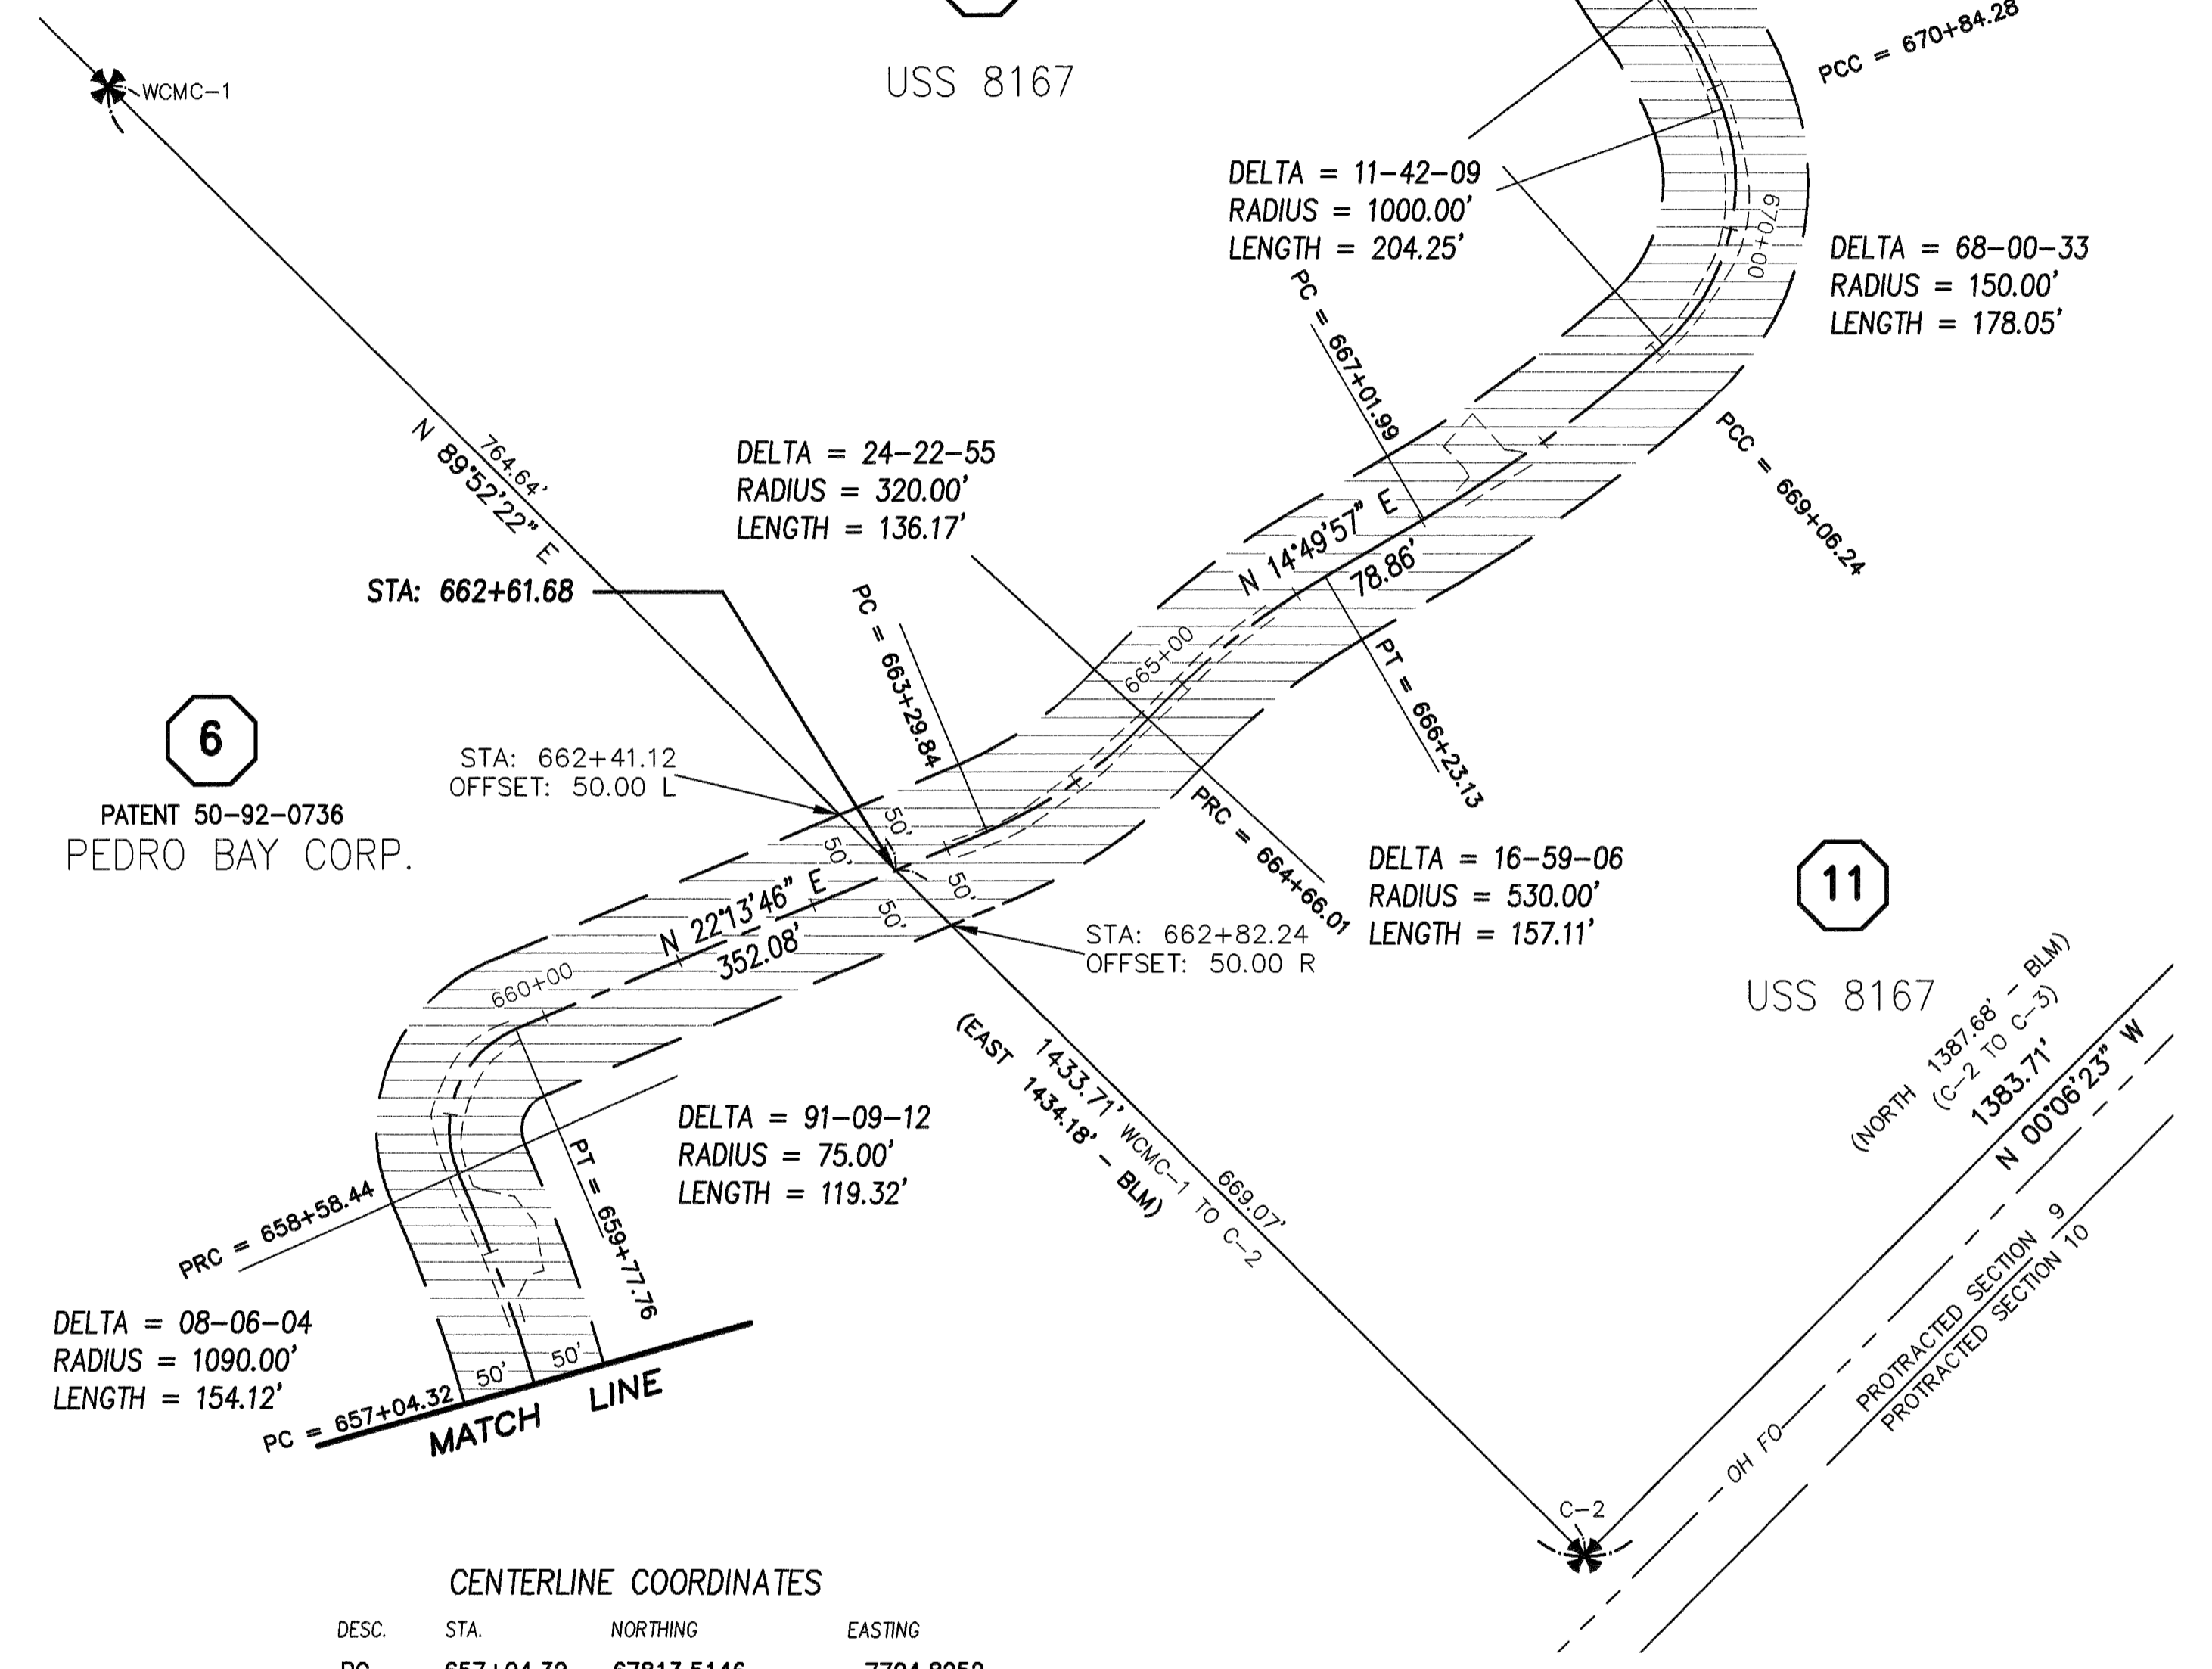 WCMC-1
USS 8167
PCC = 670+84.28
DELTA = 11-42-09
RADIUS = 1000.00'
LENGTH = 204.25'
670+00
DELTA = 68-00-33
RADIUS = 150.00'
LENGTH = 178.05'
PC = 667+01.99
PCC = 669+06.24
764.64'
N 89°52'22" E
DELTA = 24-22-55
RADIUS = 320.00'
LENGTH = 136.17'
N 14°49'57" E
78.86'
STA: 662+61.68
PC = 663+29.84
665+00
PT = 666+23.13
6
PATENT 50-92-0736
PEDRO BAY CORP.
STA: 662+41.12
OFFSET: 50.00 L
50'
50'
50'
50'
PRC = 664+66.01
DELTA = 16-59-06
RADIUS = 530.00'
LENGTH = 157.11'
11
USS 8167
N 22°13'46" E
352.08'
STA: 662+82.24
OFFSET: 50.00 R
660+00
(NORTH 1387.68' - BLM)
(C-2 TO C-3)
1383.71'
N 00°06'23" W
1433.71' WCMC-1 TO C-2
(EAST 1434.18' - BLM)
669.07'
DELTA = 91-09-12
RADIUS = 75.00'
LENGTH = 119.32'
PT = 659+77.76
PRC = 658+58.44
DELTA = 08-06-04
RADIUS = 1090.00'
LENGTH = 154.12'
PC = 657+04.32
50'
50'
MATCH LINE
PROTRACTED SECTION 9
PROTRACTED SECTION 10
OH FO
C-2
CENTERLINE COORDINATES
DESC. STA. NORTHING EASTING
PC 657+04.32 67813.5146